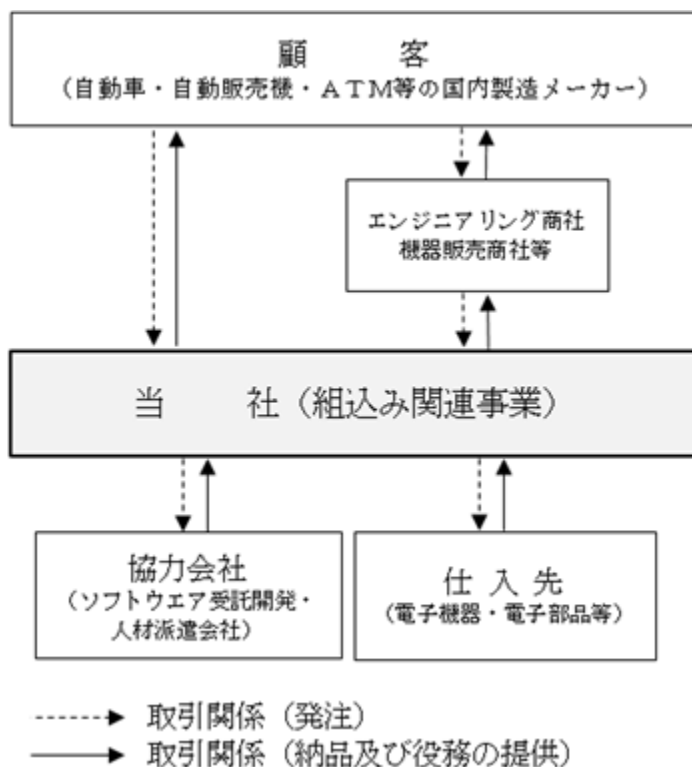 顧　　客
（自動車・自動販売機・ＡＴＭ等の国内製造メーカー）
エンジニアリング商社
機器販売商社等
当　　社（組込み関連事業）
協力会社
（ソフトウエア受託開発・
人材派遣会社）
仕 入 先
（電子機器・電子部品等）
取引関係（発注）
取引関係（納品及び役務の提供）